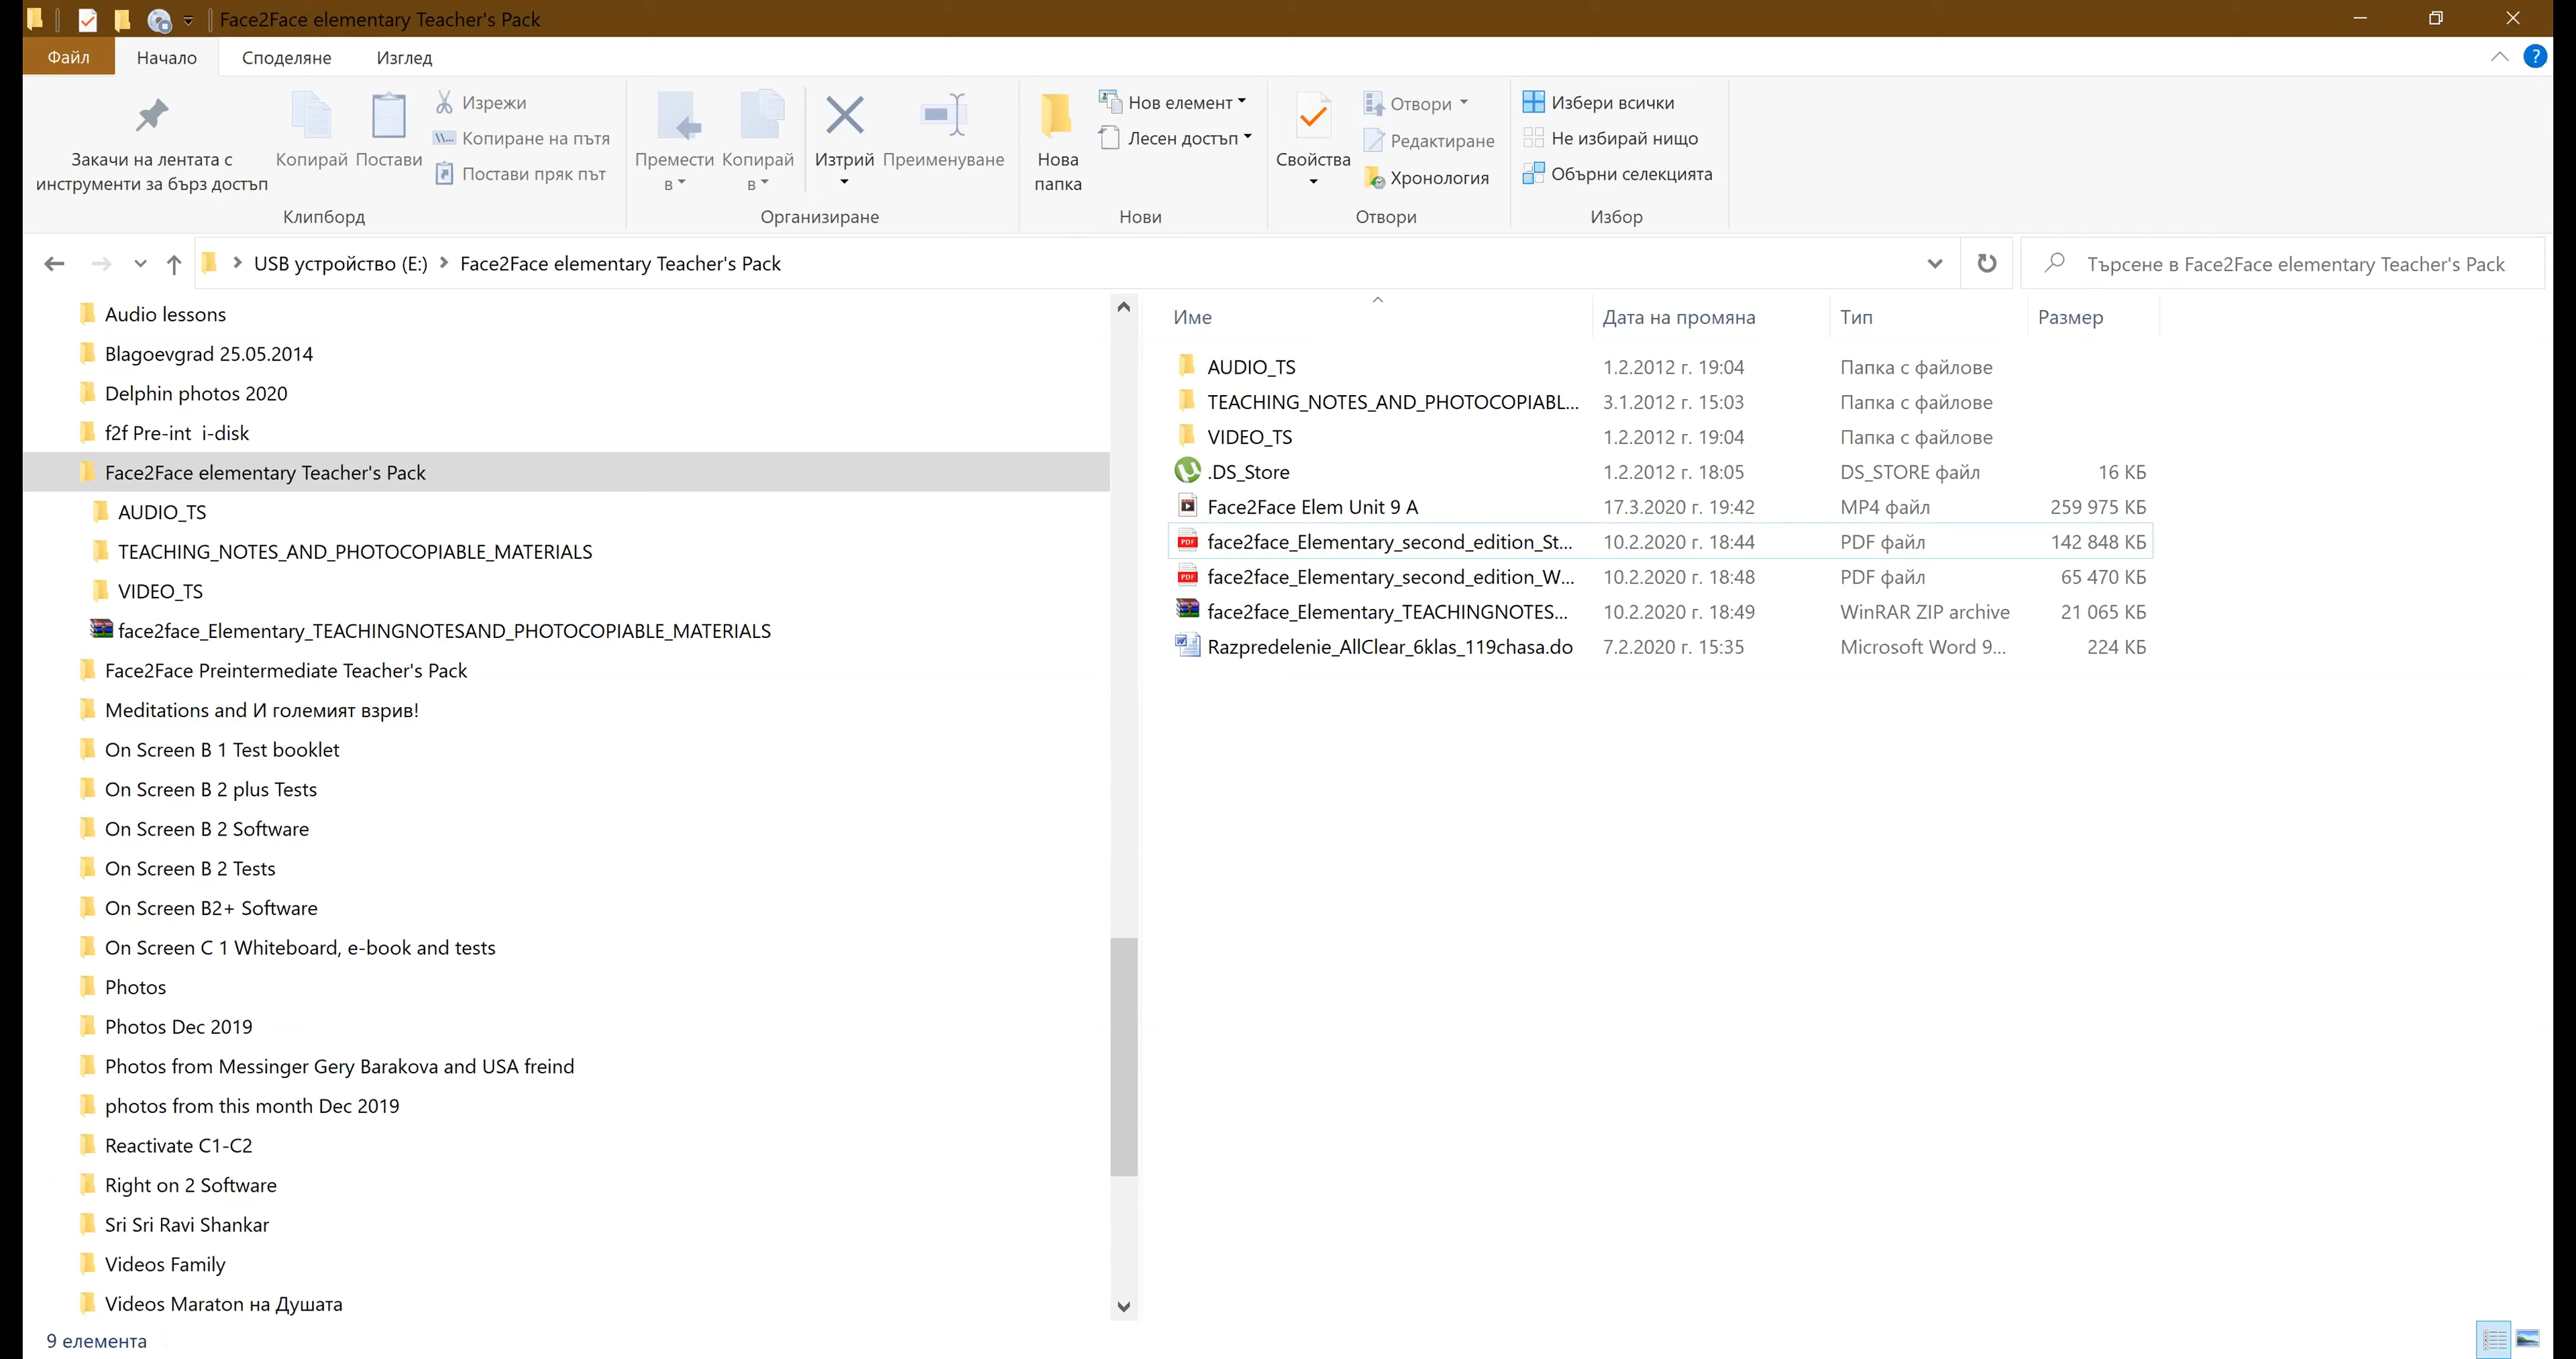 Face2Face elementary Teacher's Pack
Файл Начало Споделяне Изглед
Закачи на лентата с
инструменти за бърз достъп
Копирай
Постави
Изрежи
Копиране на пътя
Постави пряк път
Клипборд
Премести
в
Копирай
в
Изтрий
Преименуване
Организиране
Нова
папка
Нов елемент
Лесен достъп
Нови
Свойства
Отвори
Редактиране
Хронология
Отвори
Избери всички
Не избирай нищо
Обърни селекцията
Избор
USB устройство (E:) Face2Face elementary Teacher's Pack
Търсене в Face2Face elementary Teacher's Pack
Audio lessons
Blagoevgrad 25.05.2014
Delphin photos 2020
f2f Pre-int i-disk
Face2Face elementary Teacher's Pack
AUDIO_TS
TEACHING_NOTES_AND_PHOTOCOPIABLE_MATERIALS
VIDEO_TS
face2face_Elementary_TEACHINGNOTESAND_PHOTOCOPIABLE_MATERIALS
Face2Face Preintermediate Teacher's Pack
Meditations and И големият взрив!
On Screen B 1 Test booklet
On Screen B 2 plus Tests
On Screen B 2 Software
On Screen B 2 Tests
On Screen B2+ Software
On Screen C 1 Whiteboard, e-book and tests
Photos
Photos Dec 2019
Photos from Messinger Gery Barakova and USA freind
photos from this month Dec 2019
Reactivate C1-C2
Right on 2 Software
Sri Sri Ravi Shankar
Videos Family
Videos Maraton на Душата
Име Дата на промяна Тип Размер
AUDIO_TS 1.2.2012 г. 19:04 Папка с файлове
TEACHING_NOTES_AND_PHOTOCOPIABL... 3.1.2012 г. 15:03 Папка с файлове
VIDEO_TS 1.2.2012 г. 19:04 Папка с файлове
.DS_Store 1.2.2012 г. 18:05 DS_STORE файл 16 КБ
Face2Face Elem Unit 9 A 17.3.2020 г. 19:42 MP4 файл 259 975 КБ
face2face_Elementary_second_edition_St... 10.2.2020 г. 18:44 PDF файл 142 848 КБ
face2face_Elementary_second_edition_W... 10.2.2020 г. 18:48 PDF файл 65 470 КБ
face2face_Elementary_TEACHINGNOTES... 10.2.2020 г. 18:49 WinRAR ZIP archive 21 065 КБ
Razpredelenie_AllClear_6klas_119chasa.do 7.2.2020 г. 15:35 Microsoft Word 9... 224 КБ
9 елемента